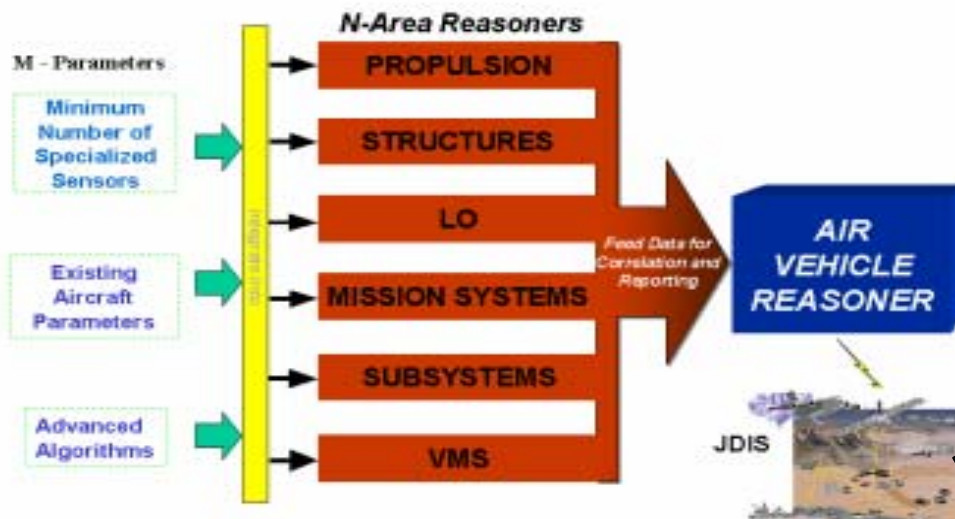 N-Area Reasoners
M - Parameters
Minimum
Number of
Specialized
Sensors
Existing
Aircraft
Parameters
Advanced
Algorithms
PROPULSION
STRUCTURES
LO
MISSION SYSTEMS
SUBSYSTEMS
VMS
Feed Data for
Correlation and
Reporting
AIR
VEHICLE
REASONER
JDIS